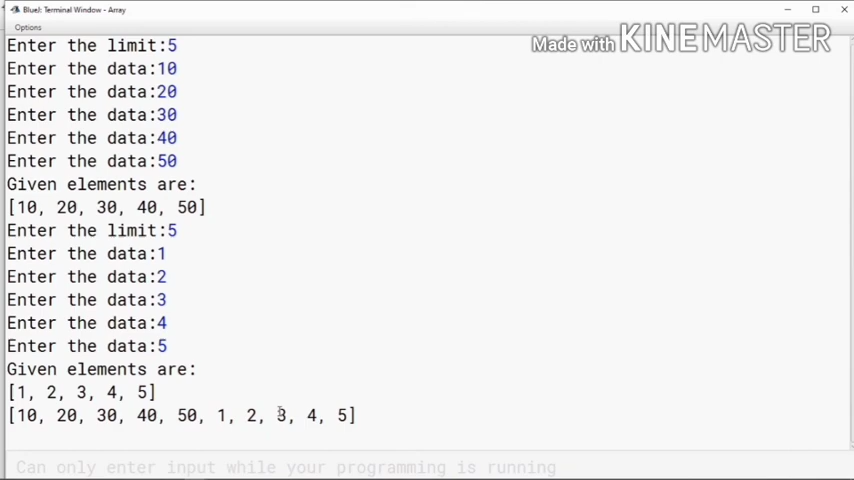 BlueJ: Terminal Window - Array
Options
Made with KINEMASTER
Enter the limit:5
Enter the data:10
Enter the data:20
Enter the data:30
Enter the data:40
Enter the data:50
Given elements are:
[10, 20, 30, 40, 50]
Enter the limit:5
Enter the data:1
Enter the data:2
Enter the data:3
Enter the data:4
Enter the data:5
Given elements are:
[1, 2, 3, 4, 5]
[10, 20, 30, 40, 50, 1, 2, 3, 4, 5]
Can only enter input while your programming is running